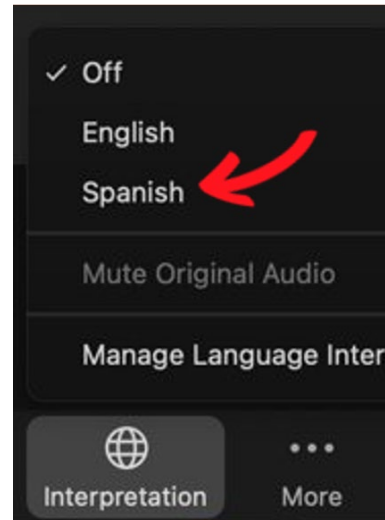 Off
English
Spanish
Mute Original Audio
Manage Language Inter
Interpretation
More